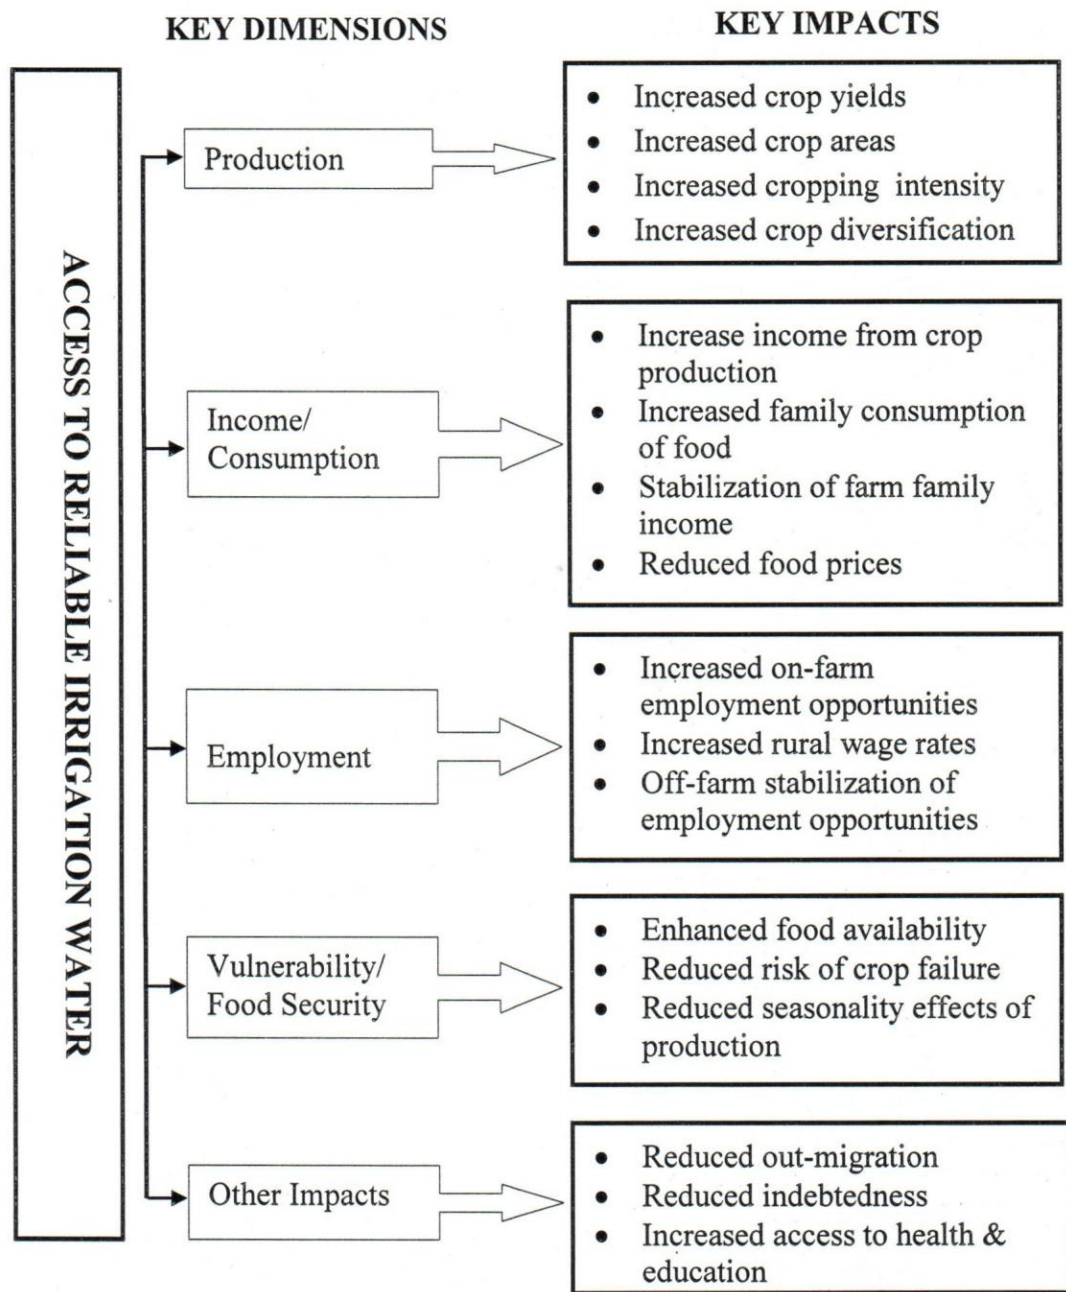 KEY DIMENSIONS
KEY IMPACTS
ACCESS TO RELIABLE IRRIGATION WATER
Production
• Increased crop yields
• Increased crop areas
• Increased cropping intensity
• Increased crop diversification
Income/
Consumption
• Increase income from crop
production
• Increased family consumption
of food
• Stabilization of farm family
income
• Reduced food prices
Employment
• Increased on-farm
employment opportunities
• Increased rural wage rates
• Off-farm stabilization of
employment opportunities
Vulnerability/
Food Security
• Enhanced food availability
• Reduced risk of crop failure
• Reduced seasonality effects of
production
Other Impacts
• Reduced out-migration
• Reduced indebtedness
• Increased access to health &
education